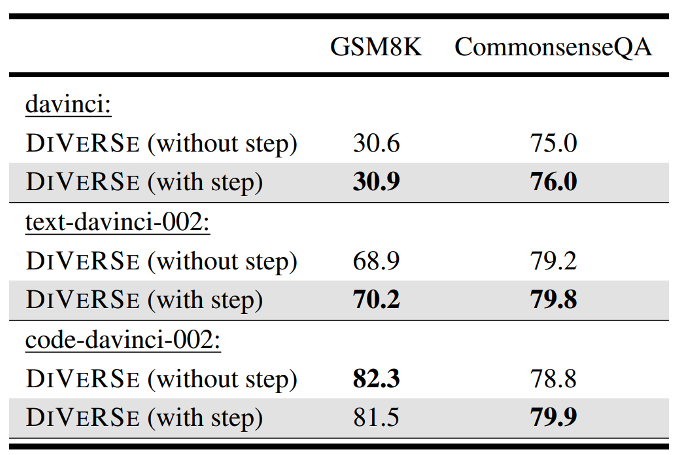 GSM8K CommonsenseQA
davinci:
DIVERSE (without step) 30.6 75.0
DIVERSE (with step) 30.9 76.0
text-davinci-002:
DIVERSE (without step) 68.9 79.2
DIVERSE (with step) 70.2 79.8
code-davinci-002:
DIVERSE (without step) 82.3 78.8
DIVERSE (with step) 81.5 79.9